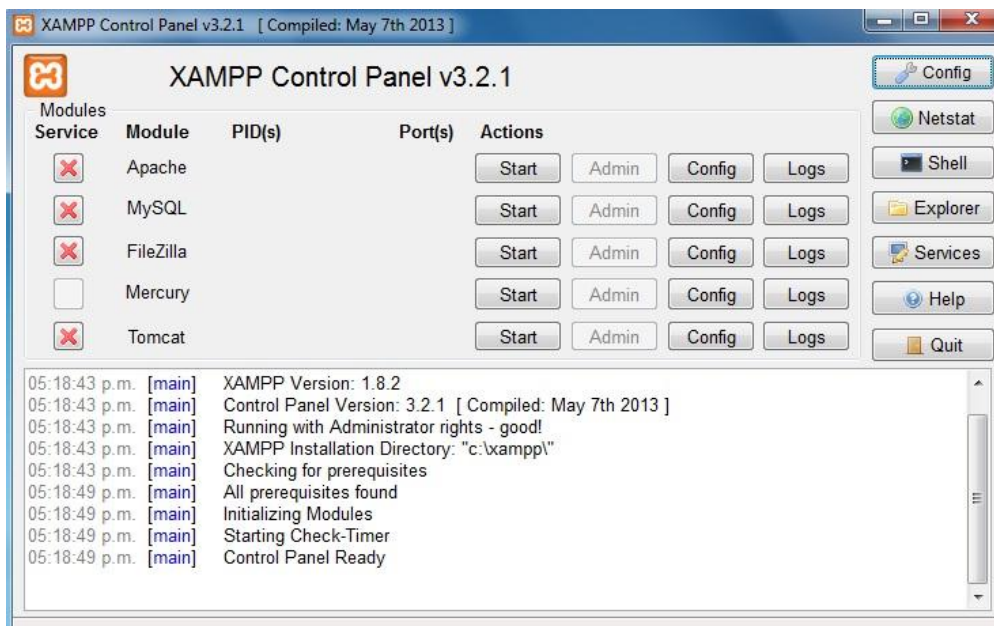 XAMPP Control Panel v3.2.1 [ Compiled: May 7th 2013 ]
XAMPP Control Panel v3.2.1
Config
Modules
Service Module PID(s) Port(s) Actions
Netstat
Apache Start Admin Config Logs
Shell
MySQL Start Admin Config Logs
Explorer
FileZilla Start Admin Config Logs
Services
Mercury Start Admin Config Logs
Help
Tomcat Start Admin Config Logs
Quit
05:18:43 p.m. [main] XAMPP Version: 1.8.2
05:18:43 p.m. [main] Control Panel Version: 3.2.1 [ Compiled: May 7th 2013 ]
05:18:43 p.m. [main] Running with Administrator rights - good!
05:18:43 p.m. [main] XAMPP Installation Directory: "c:\xampp\"
05:18:43 p.m. [main] Checking for prerequisites
05:18:49 p.m. [main] All prerequisites found
05:18:49 p.m. [main] Initializing Modules
05:18:49 p.m. [main] Starting Check-Timer
05:18:49 p.m. [main] Control Panel Ready